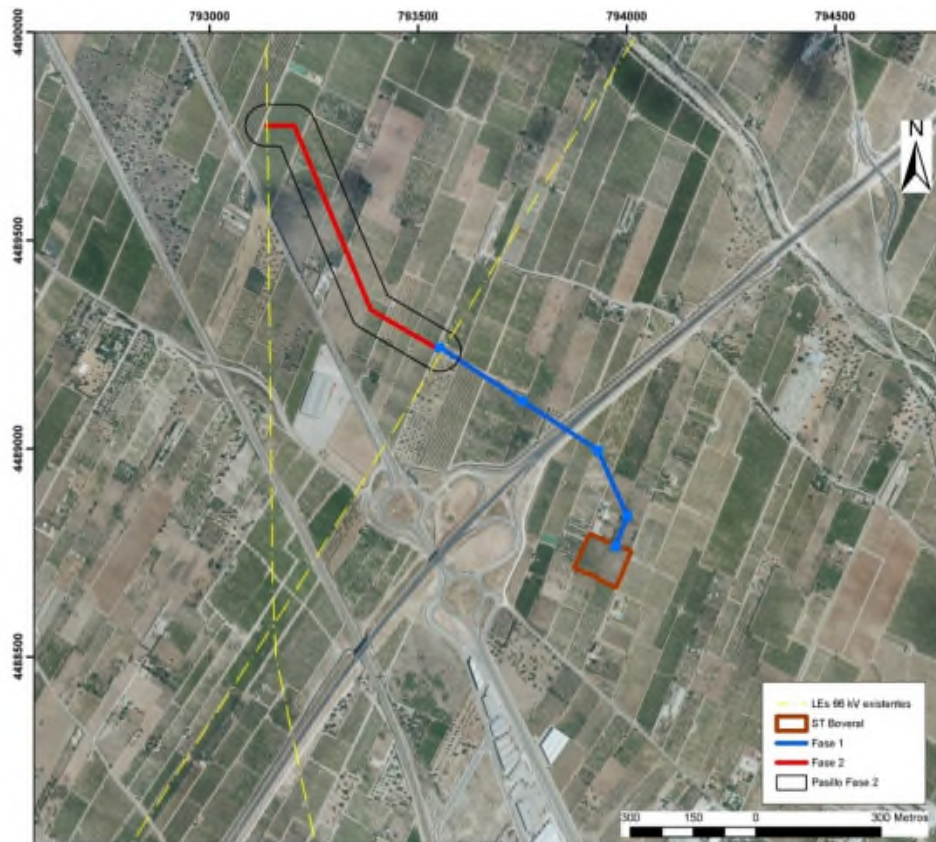 793000 793500 794000 794500
4490000
N
4489500
4489000
4488500
LEs 66 kV existentes
ST Boveral
Fase 1
Fase 2
Pasillo Fase 2
300 150 0 300 Metros